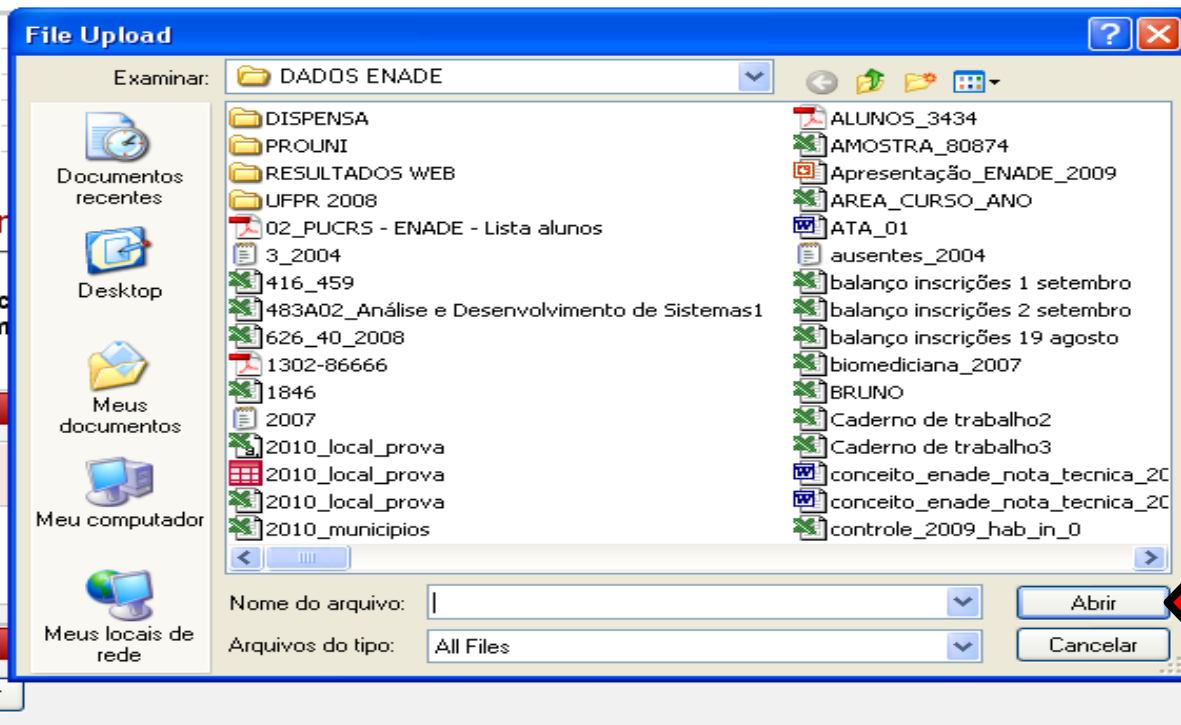 File Upload
Examinar: DADOS ENADE
Documentos
recentes
Desktop
Meus
documentos
Meu computador
Meus locais de
rede
DISPENSA
PROUNI
RESULTADOS WEB
UFPR 2008
02_PUCRS - ENADE - Lista alunos
3_2004
416_459
483A02_Análise e Desenvolvimento de Sistemas1
626_40_2008
1302-86666
1846
2007
2010_local_prova
2010_local_prova
2010_local_prova
2010_municipios
ALUNOS_3434
AMOSTRA_80874
Apresentação_ENADE_2009
AREA_CURSO_ANO
ATA_01
ausentes_2004
balanço inscrições 1 setembro
balanço inscrições 2 setembro
balanço inscrições 19 agosto
biomediciana_2007
BRUNO
Caderno de trabalho2
Caderno de trabalho3
conceito_enade_nota_tecnica_20
conceito_enade_nota_tecnica_20
controle_2009_hab_in_0
Nome do arquivo:
Abrir
Arquivos do tipo: All Files
Cancelar